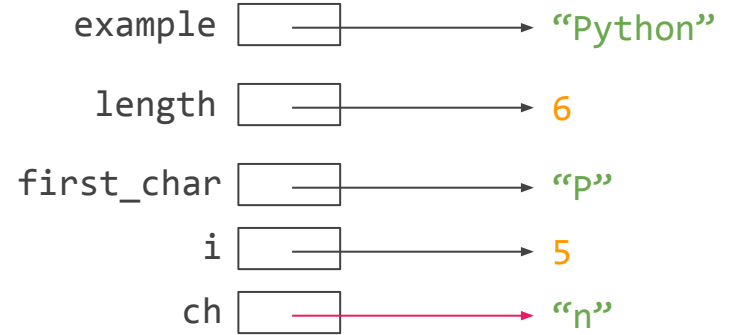 example “Python”
length 6
first_char “P”
i 5
ch “n”